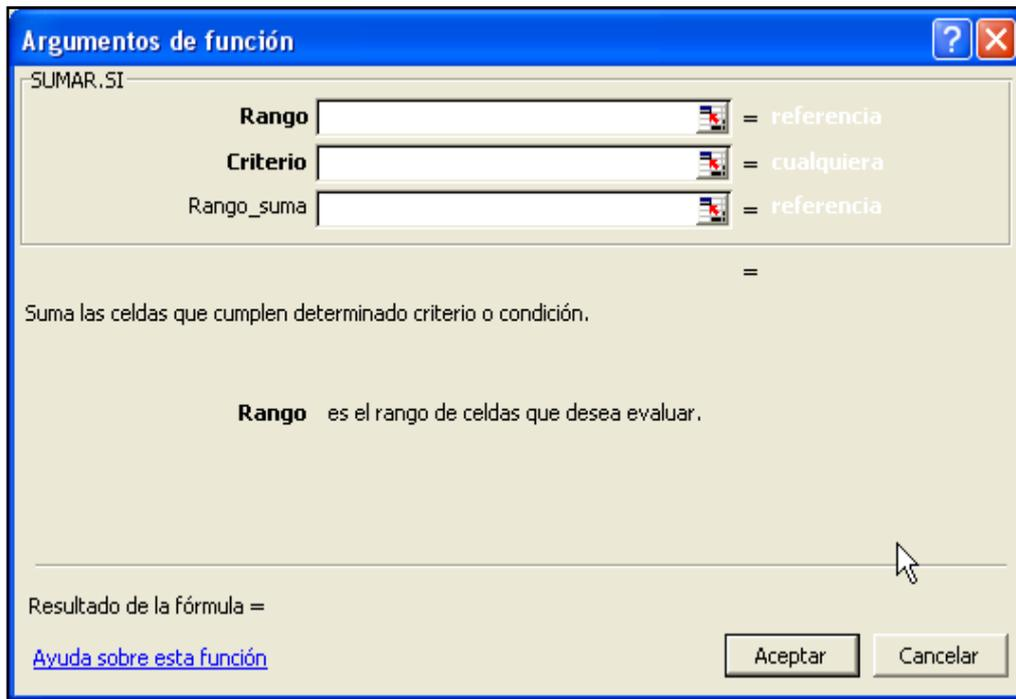 Argumentos de función
SUMAR.SI
Rango = referencia
Criterio = cualquiera
Rango_suma = referencia
=
Suma las celdas que cumplen determinado criterio o condición.
Rango es el rango de celdas que desea evaluar.
Resultado de la fórmula =
Ayuda sobre esta función
Aceptar Cancelar